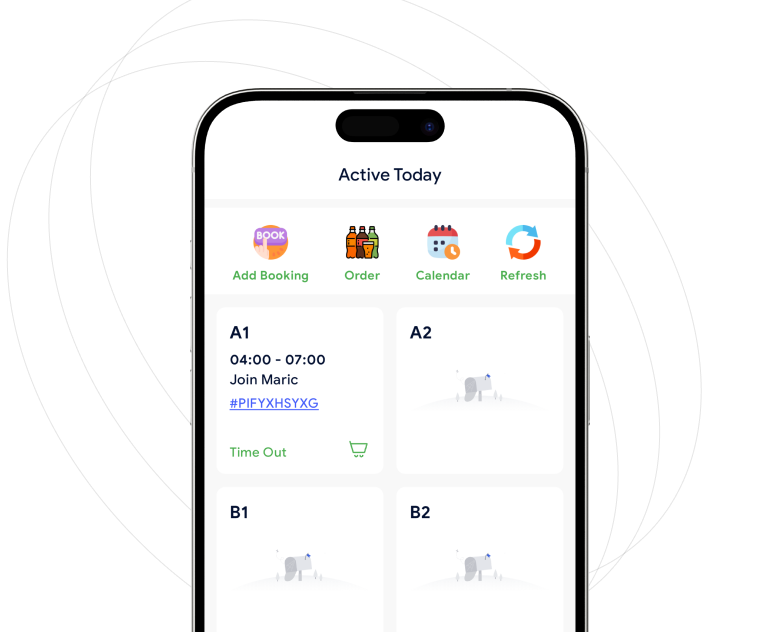 Active Today
BOOK
Add Booking Order Calendar Refresh
A1
04:00 - 07:00
Join Maric
#PIFYXHSYXG
Time Out
A2
B1
B2